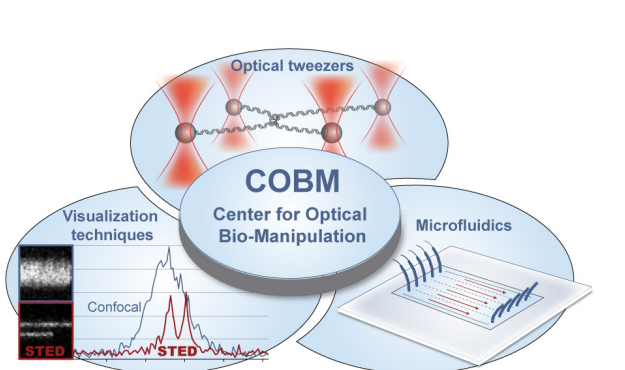 Optical tweezers
COBM
Center for Optical
Bio-Manipulation
Visualization
techniques
Confocal
STED
STED
Microfluidics